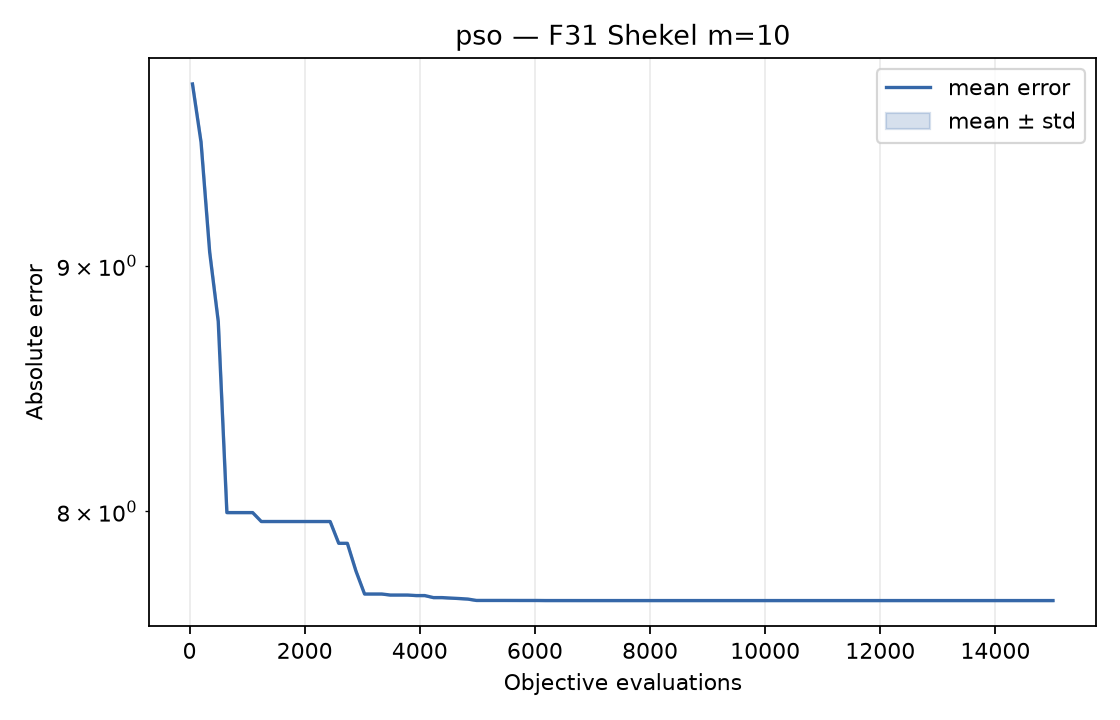 pso — F31 Shekel m=10
mean error
mean ± std
Absolute error
9 × 10⁰
8 × 10⁰
0 2000 4000 6000 8000 10000 12000 14000
Objective evaluations